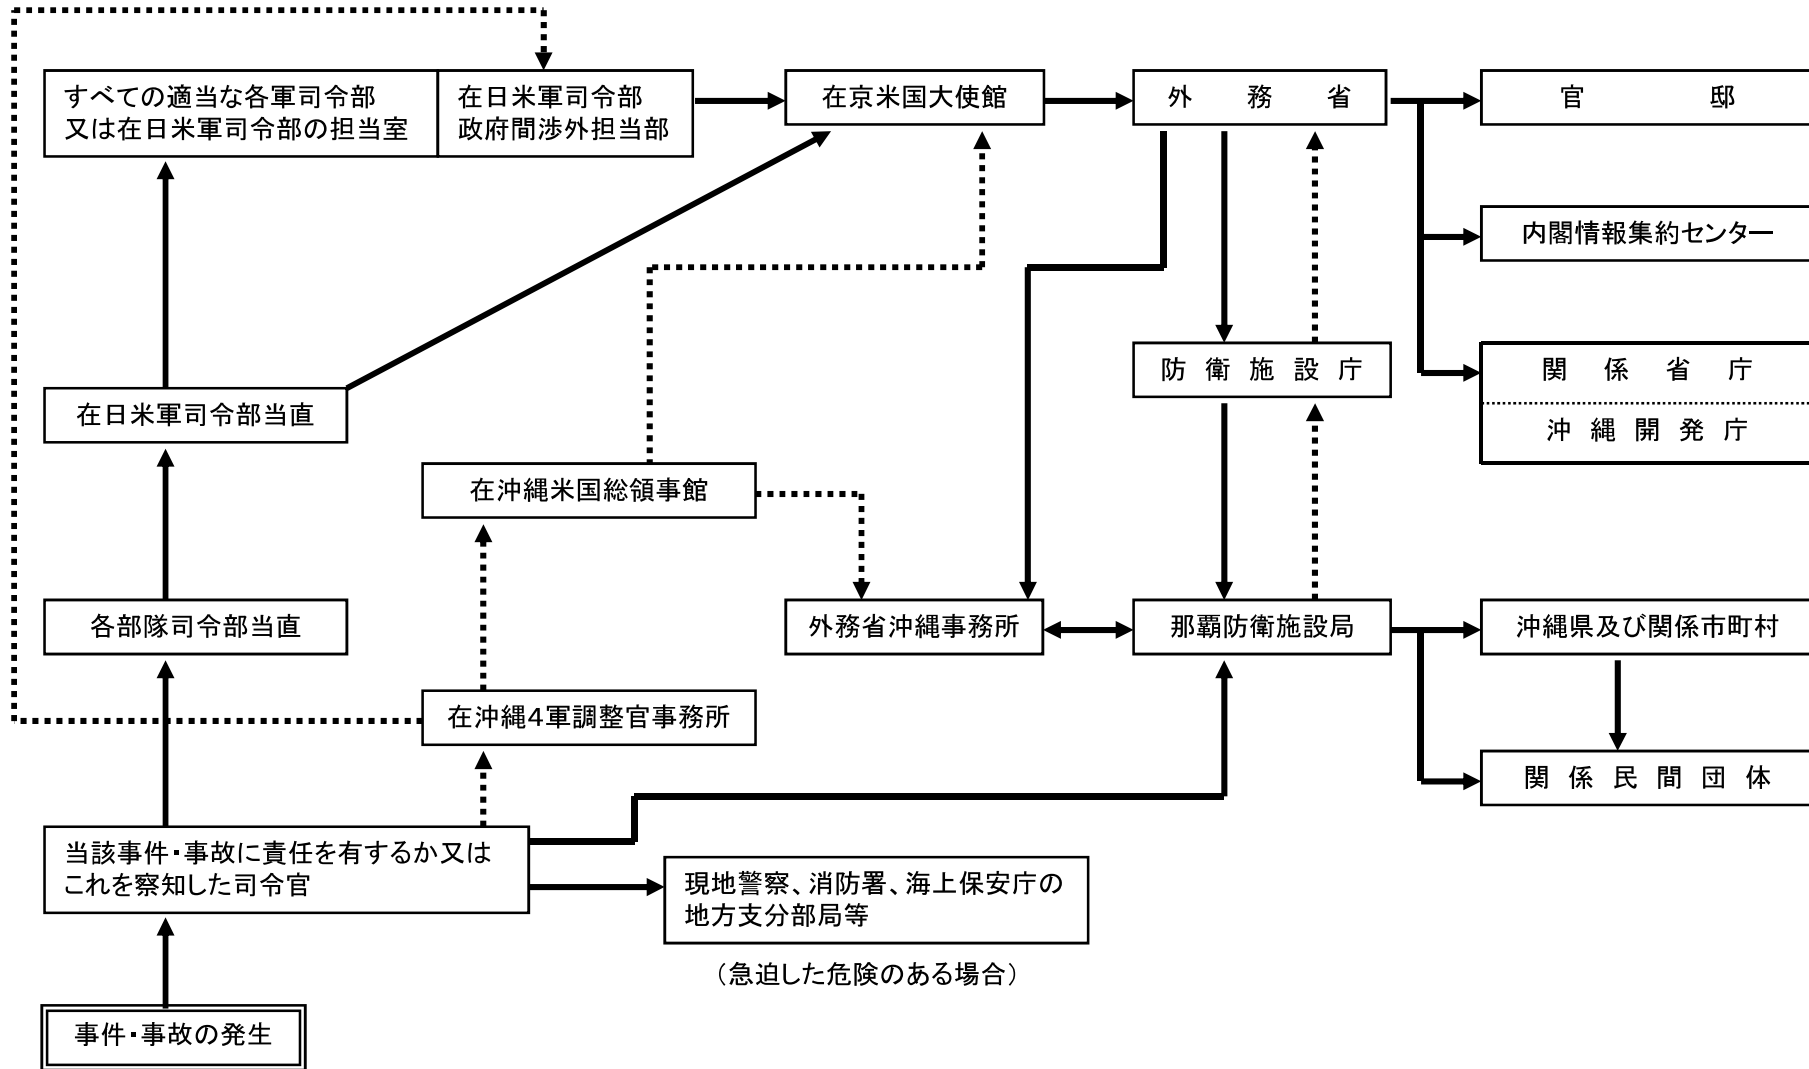 すべての適当な各軍司令部
又は在日米軍司令部の担当室
在日米軍司令部
政府間渉外担当部
在京米国大使館
外務省
官邸
内閣情報集約センター
関係省庁
沖縄開発庁
防衛施設庁
在日米軍司令部当直
在沖縄米国総領事館
各部隊司令部当直
外務省沖縄事務所
那覇防衛施設局
沖縄県及び関係市町村
在沖縄4軍調整官事務所
関係民間団体
当該事件・事故に責任を有するか又は
これを察知した司令官
現地警察、消防署、海上保安庁の
地方支分部局等
（急迫した危険のある場合）
事件・事故の発生